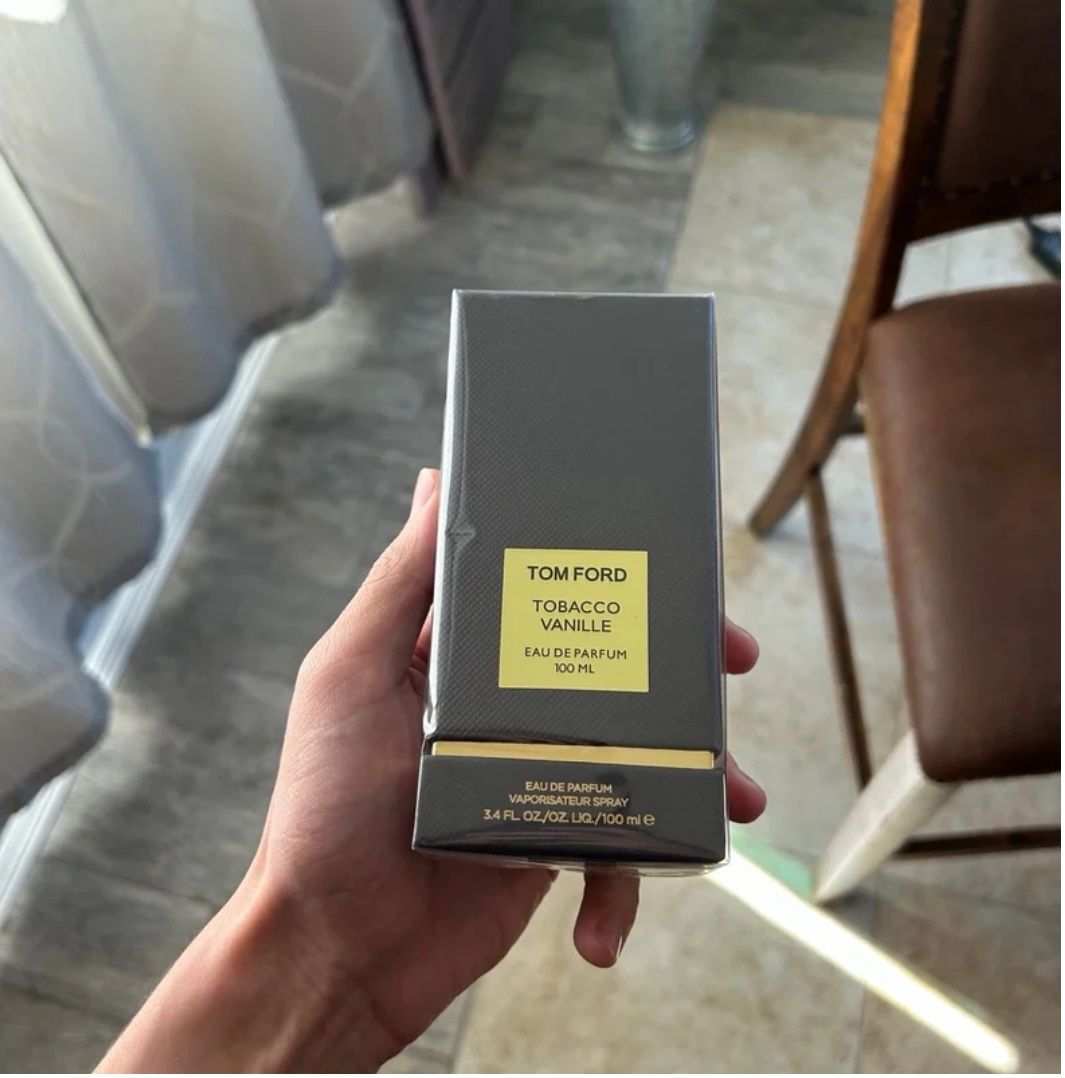 TOM FORD
TOBACCO
VANILLE
EAU DE PARFUM
100 ML
EAU DE PARFUM
VAPORISATEUR SPRAY
3.4 FL. OZ./OZ. LIQ./100 ml ℮